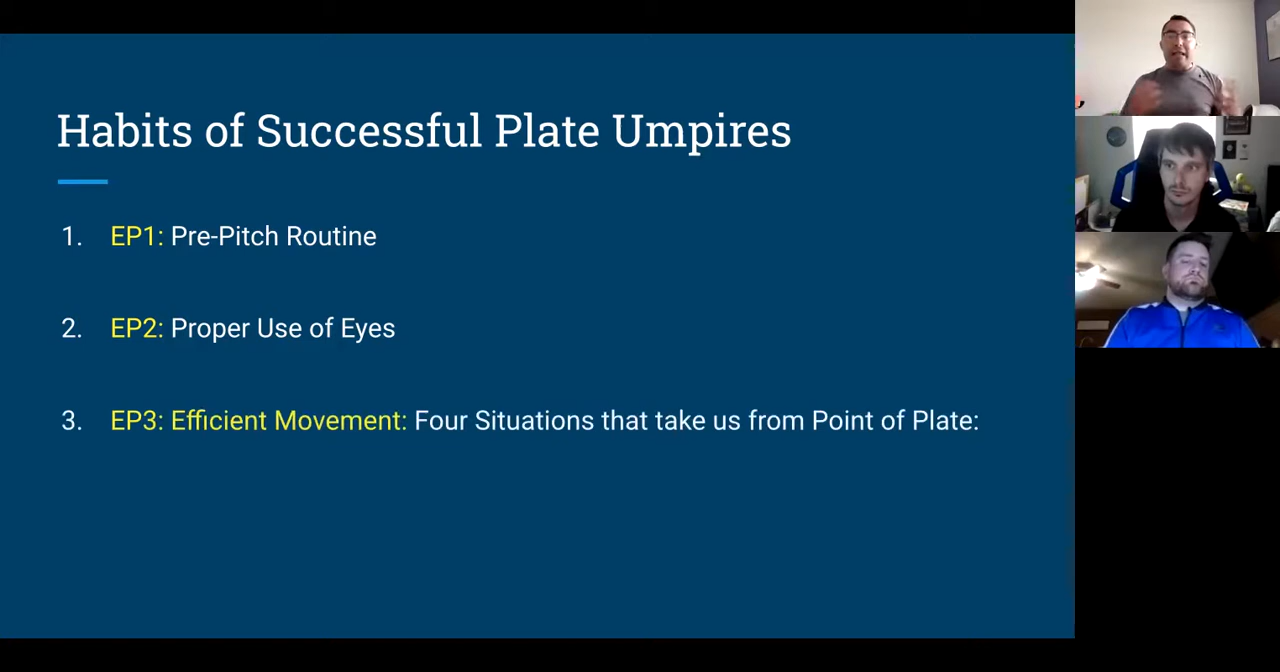 Habits of Successful Plate Umpires
1. EP1: Pre-Pitch Routine
2. EP2: Proper Use of Eyes
3. EP3: Efficient Movement: Four Situations that take us from Point of Plate: